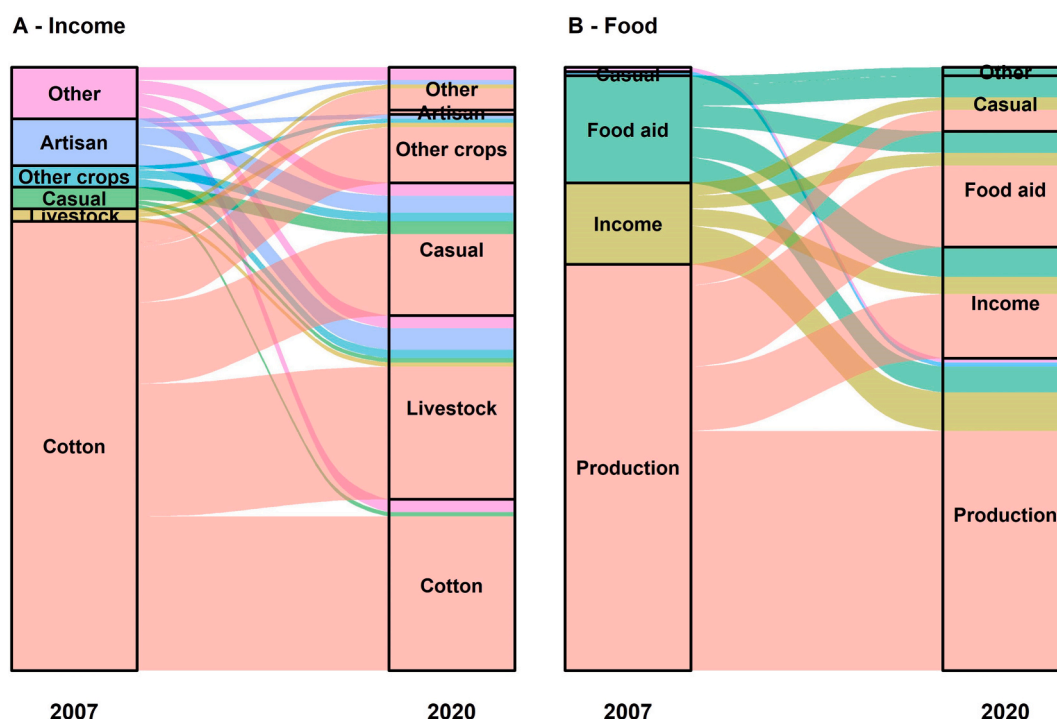 A - Income
Other
Artisan
Other crops
Casual
Livestock
Cotton
Other
Artisan
Other crops
Casual
Livestock
Cotton
2007
2020
B - Food
Casual
Food aid
Income
Production
Other
Casual
Food aid
Income
Production
2007
2020